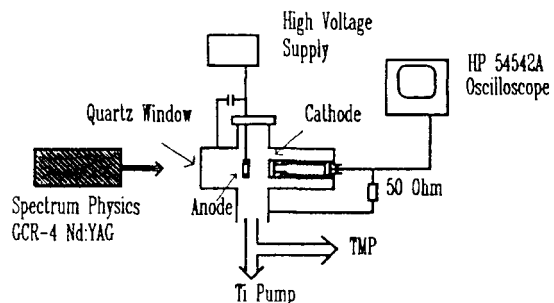 High Voltage
Supply
HP 54542A
Oscilloscope
Quartz Window
Cathode
Anode
50 Ohm
Spectrum Physics
GCR-4 Nd:YAG
TMP
Ti Pump